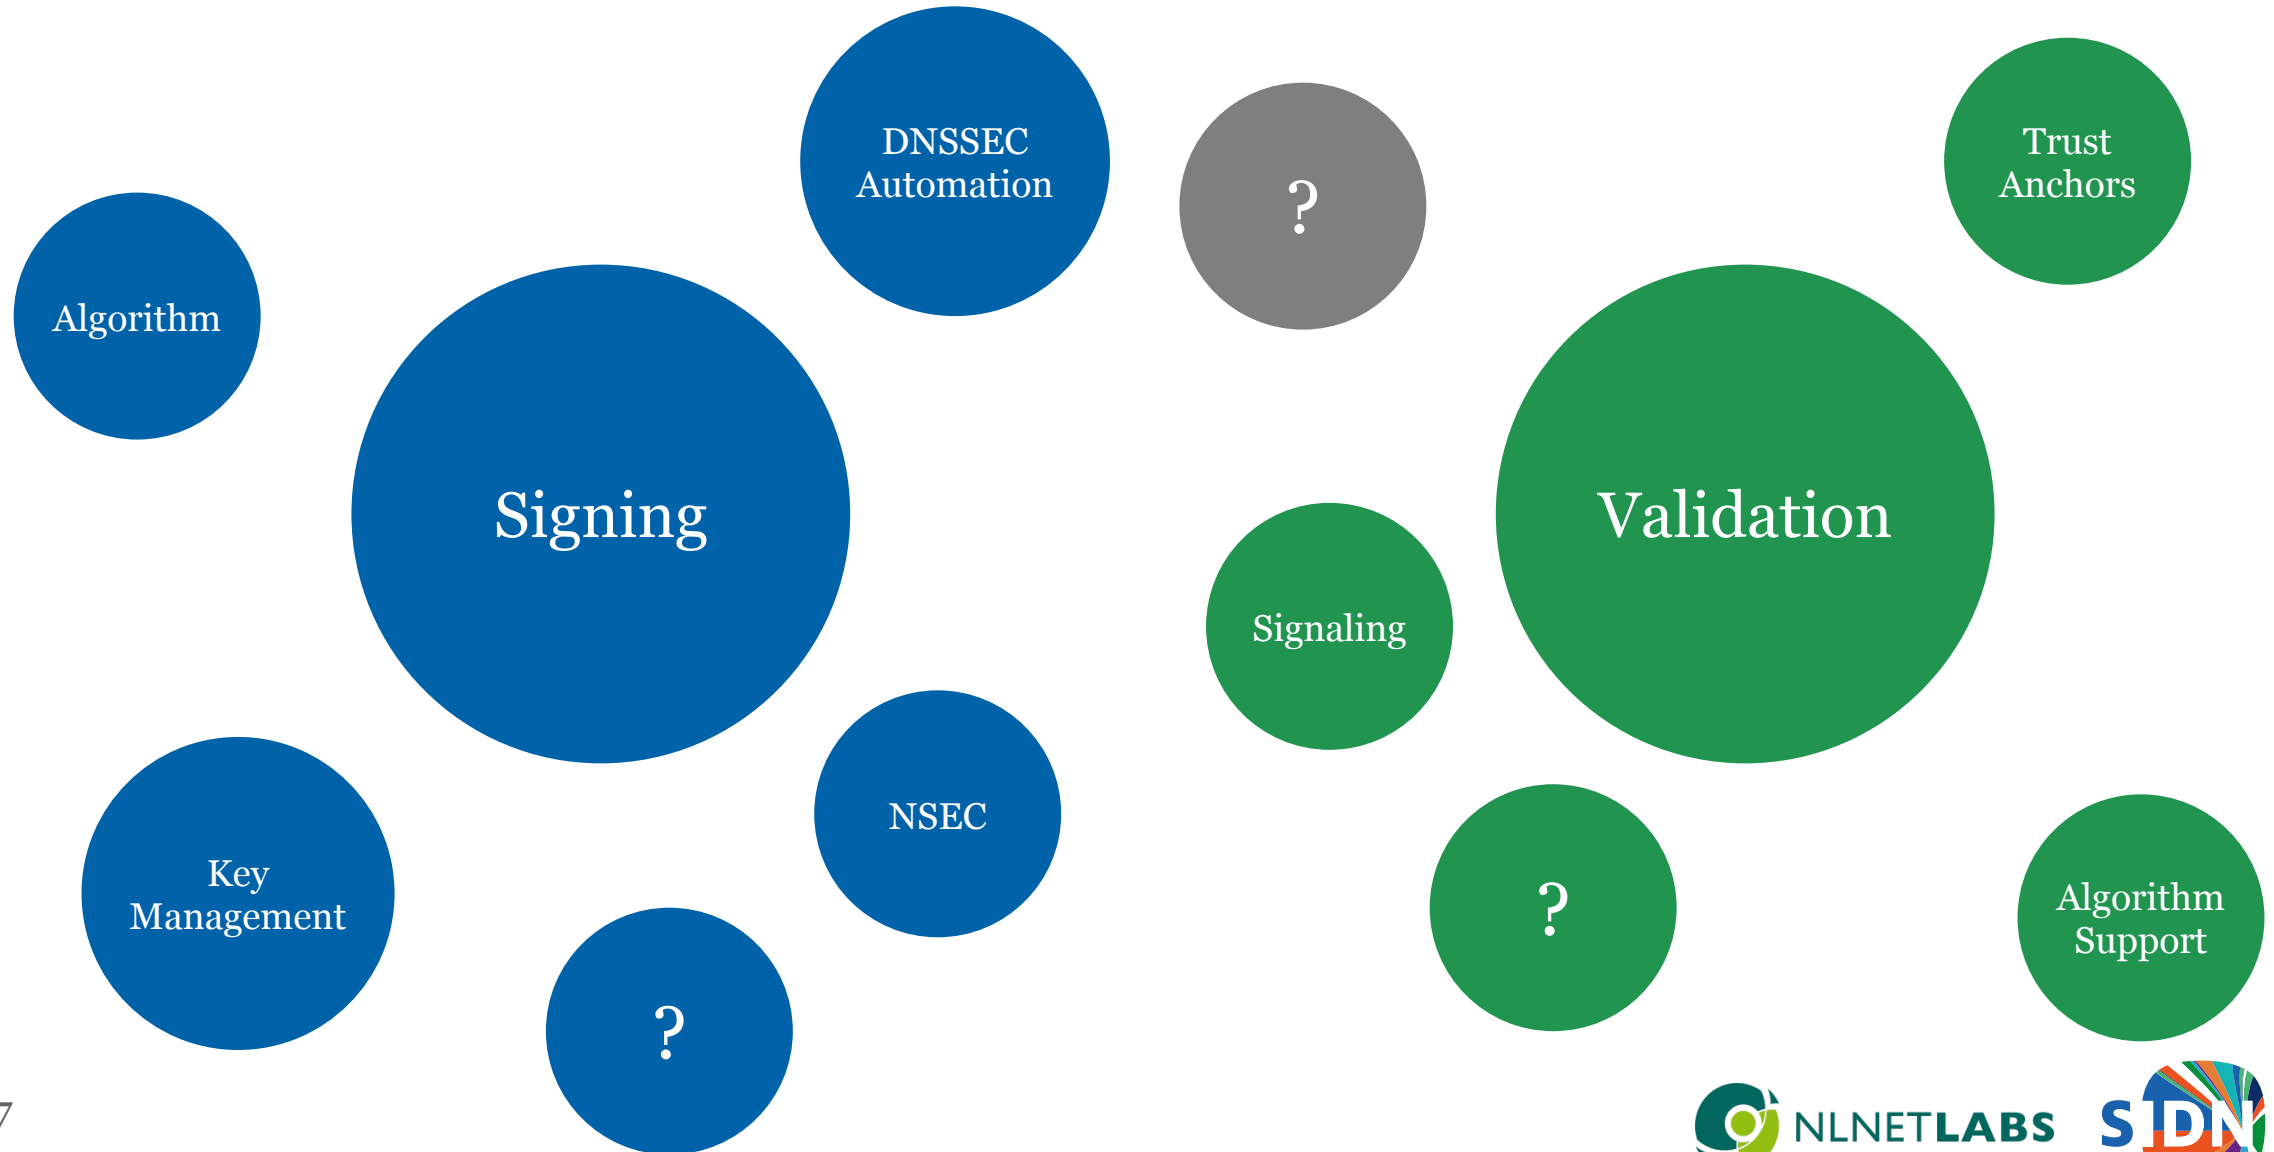 DNSSEC
Automation
?
Trust
Anchors
Algorithm
Signing
Validation
Signaling
NSEC
Key
Management
?
Algorithm
Support
?
7
NLNETLABS
SIDN